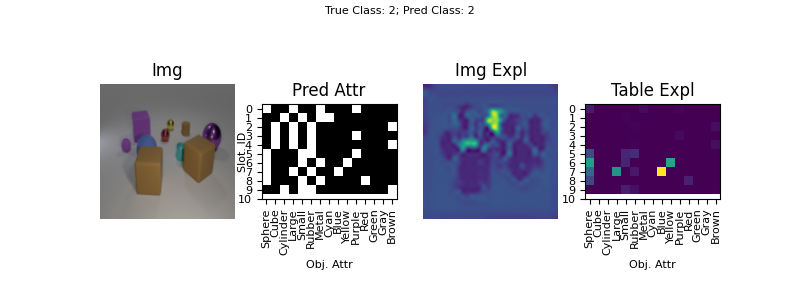 True Class: 2; Pred Class: 2
Img
Pred Attr
Img Expl
Table Expl
Slot. ID
0
1
2
3
4
5
6
7
8
9
10
0
1
2
3
4
5
6
7
8
9
10
Sphere
Cube
Cylinder
Large
Small
Rubber
Metal
Cyan
Blue
Yellow
Purple
Red
Green
Gray
Brown
Sphere
Cube
Cylinder
Large
Small
Rubber
Metal
Cyan
Blue
Yellow
Purple
Red
Green
Gray
Brown
Obj. Attr
Obj. Attr